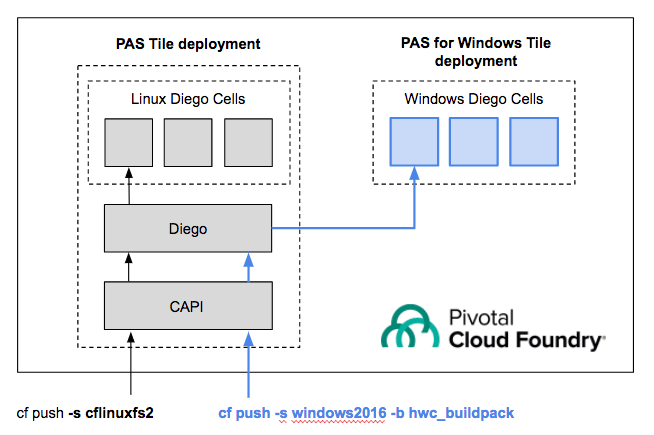 PAS Tile deployment
PAS for Windows Tile
deployment
Linux Diego Cells
Windows Diego Cells
Diego
CAPI
Pivotal
Cloud Foundry®
cf push -s cflinuxfs2
cf push -s windows2016 -b hwc_buildpack